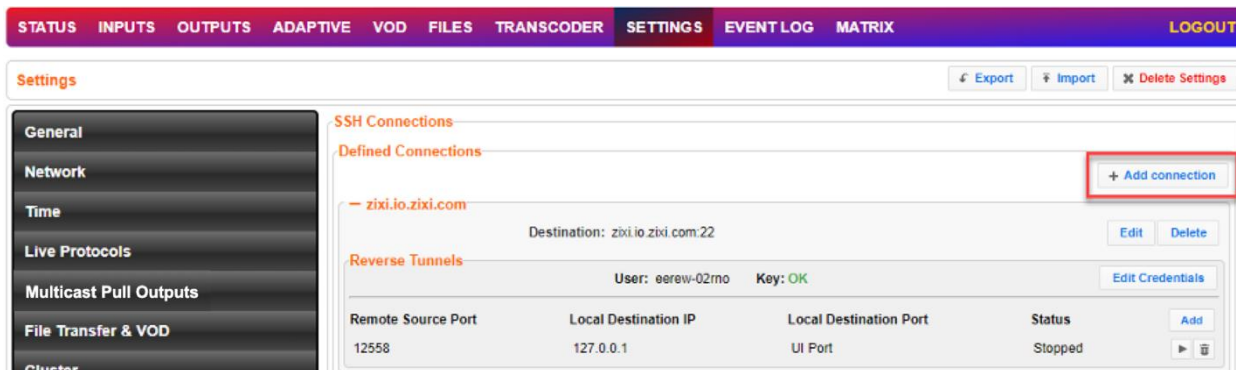 STATUS INPUTS OUTPUTS ADAPTIVE VOD FILES TRANSCODER SETTINGS EVENT LOG MATRIX LOGOUT
Settings Export Import Delete Settings
General
Network
Time
Live Protocols
Multicast Pull Outputs
File Transfer & VOD
Cluster
SSH Connections
Defined Connections
+ Add connection
zixi.io.zixi.com
Destination: zixi.io.zixi.com:22 Edit Delete
Reverse Tunnels
User: eerew-02rno Key: OK Edit Credentials
Remote Source Port Local Destination IP Local Destination Port Status Add
12558 127.0.0.1 UI Port Stopped